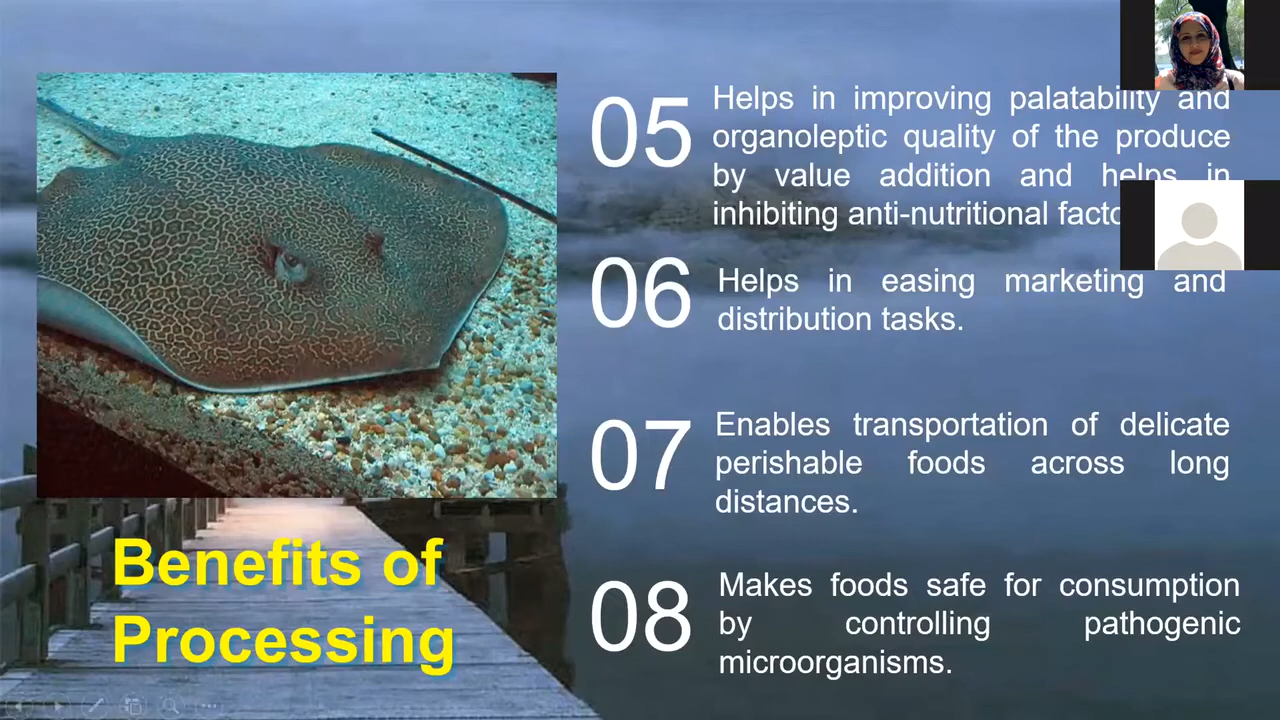 05
Helps in improving palatability and
organoleptic quality of the produce
by value addition and helps in
inhibiting anti-nutritional
06
Helps in easing marketing and
distribution tasks.
07
Enables transportation of delicate
perishable foods across long
distances.
08
Makes foods safe for consumption
by controlling pathogenic
microorganisms.
Benefits of
Processing